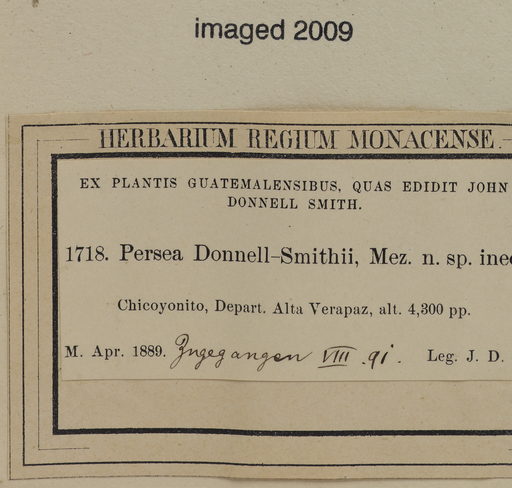 imaged 2009
HERBARIUM REGIUM MONACENSE.
EX PLANTIS GUATEMALENSIBUS, QUAS EDIDIT JOHN
DONNELL SMITH.
1718. Persea Donnell-Smithii, Mez. n. sp. ined
Chicoyonito, Depart. Alta Verapaz, alt. 4,300 pp.
M. Apr. 1889. Zugegangen VIII. 91. Leg. J. D.